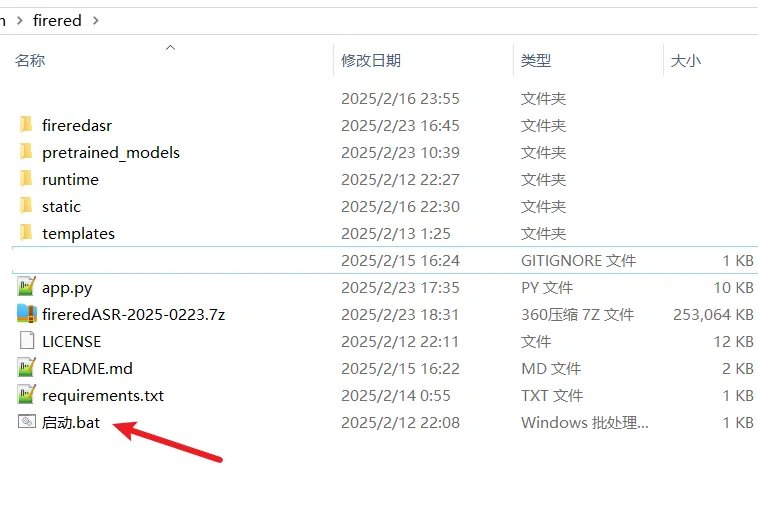 n > firered >
名称 修改日期 类型 大小
2025/2/16 23:55 文件夹
fireredasr 2025/2/23 16:45 文件夹
pretrained_models 2025/2/23 10:39 文件夹
runtime 2025/2/12 22:27 文件夹
static 2025/2/16 22:30 文件夹
templates 2025/2/13 1:25 文件夹
2025/2/15 16:24 GITIGNORE 文件 1 KB
app.py 2025/2/23 17:35 PY 文件 10 KB
fireredASR-2025-0223.7z 2025/2/23 18:31 360压缩 7Z 文件 253,064 KB
LICENSE 2025/2/12 22:11 文件 12 KB
README.md 2025/2/15 16:22 MD 文件 2 KB
requirements.txt 2025/2/14 0:55 TXT 文件 1 KB
启动.bat 2025/2/12 22:08 Windows 批处理... 1 KB